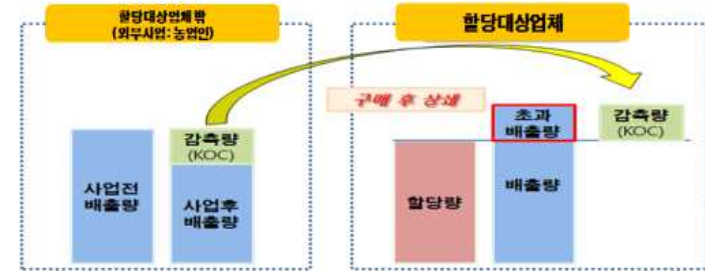 할당대상업체 밖
(외부사업: 농업인)
할당대상업체
구매 후 상쇄
감축량
(KOC)
사업전
배출량
사업후
배출량
초과
배출량
감축량
(KOC)
할당량
배출량